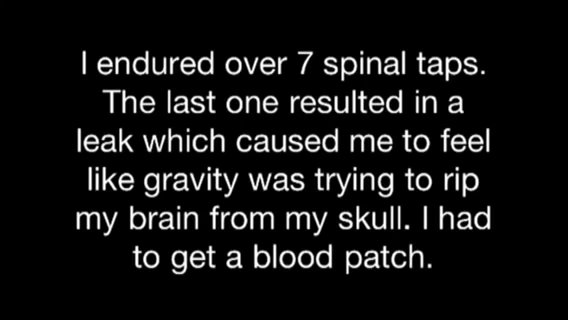 I endured over 7 spinal taps.
The last one resulted in a
leak which caused me to feel
like gravity was trying to rip
my brain from my skull. I had
to get a blood patch.